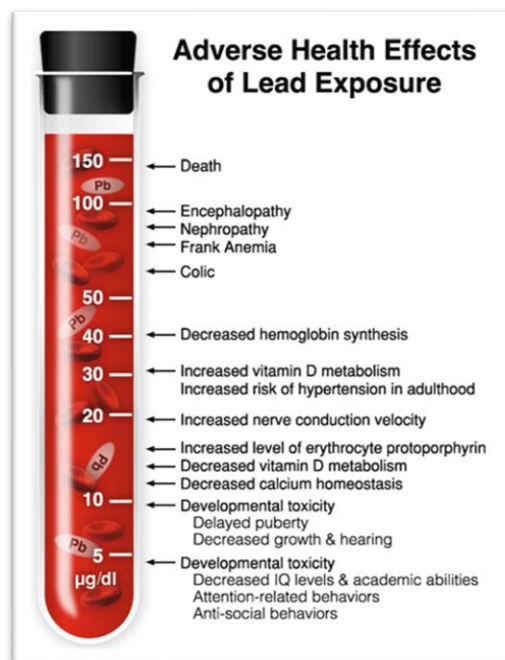 Adverse Health Effects
of Lead Exposure
150
Death
Pb
100
Encephalopathy
Nephropathy
Pb
Frank Anemia
Colic
50
Pb
40
Decreased hemoglobin synthesis
30
Increased vitamin D metabolism
Increased risk of hypertension in adulthood
20
Increased nerve conduction velocity
Increased level of erythrocyte protoporphyrin
Pb
Decreased vitamin D metabolism
Decreased calcium homeostasis
10
Developmental toxicity
Delayed puberty
Decreased growth & hearing
Pb
5
Developmental toxicity
µg/dl
Decreased IQ levels & academic abilities
Attention-related behaviors
Anti-social behaviors